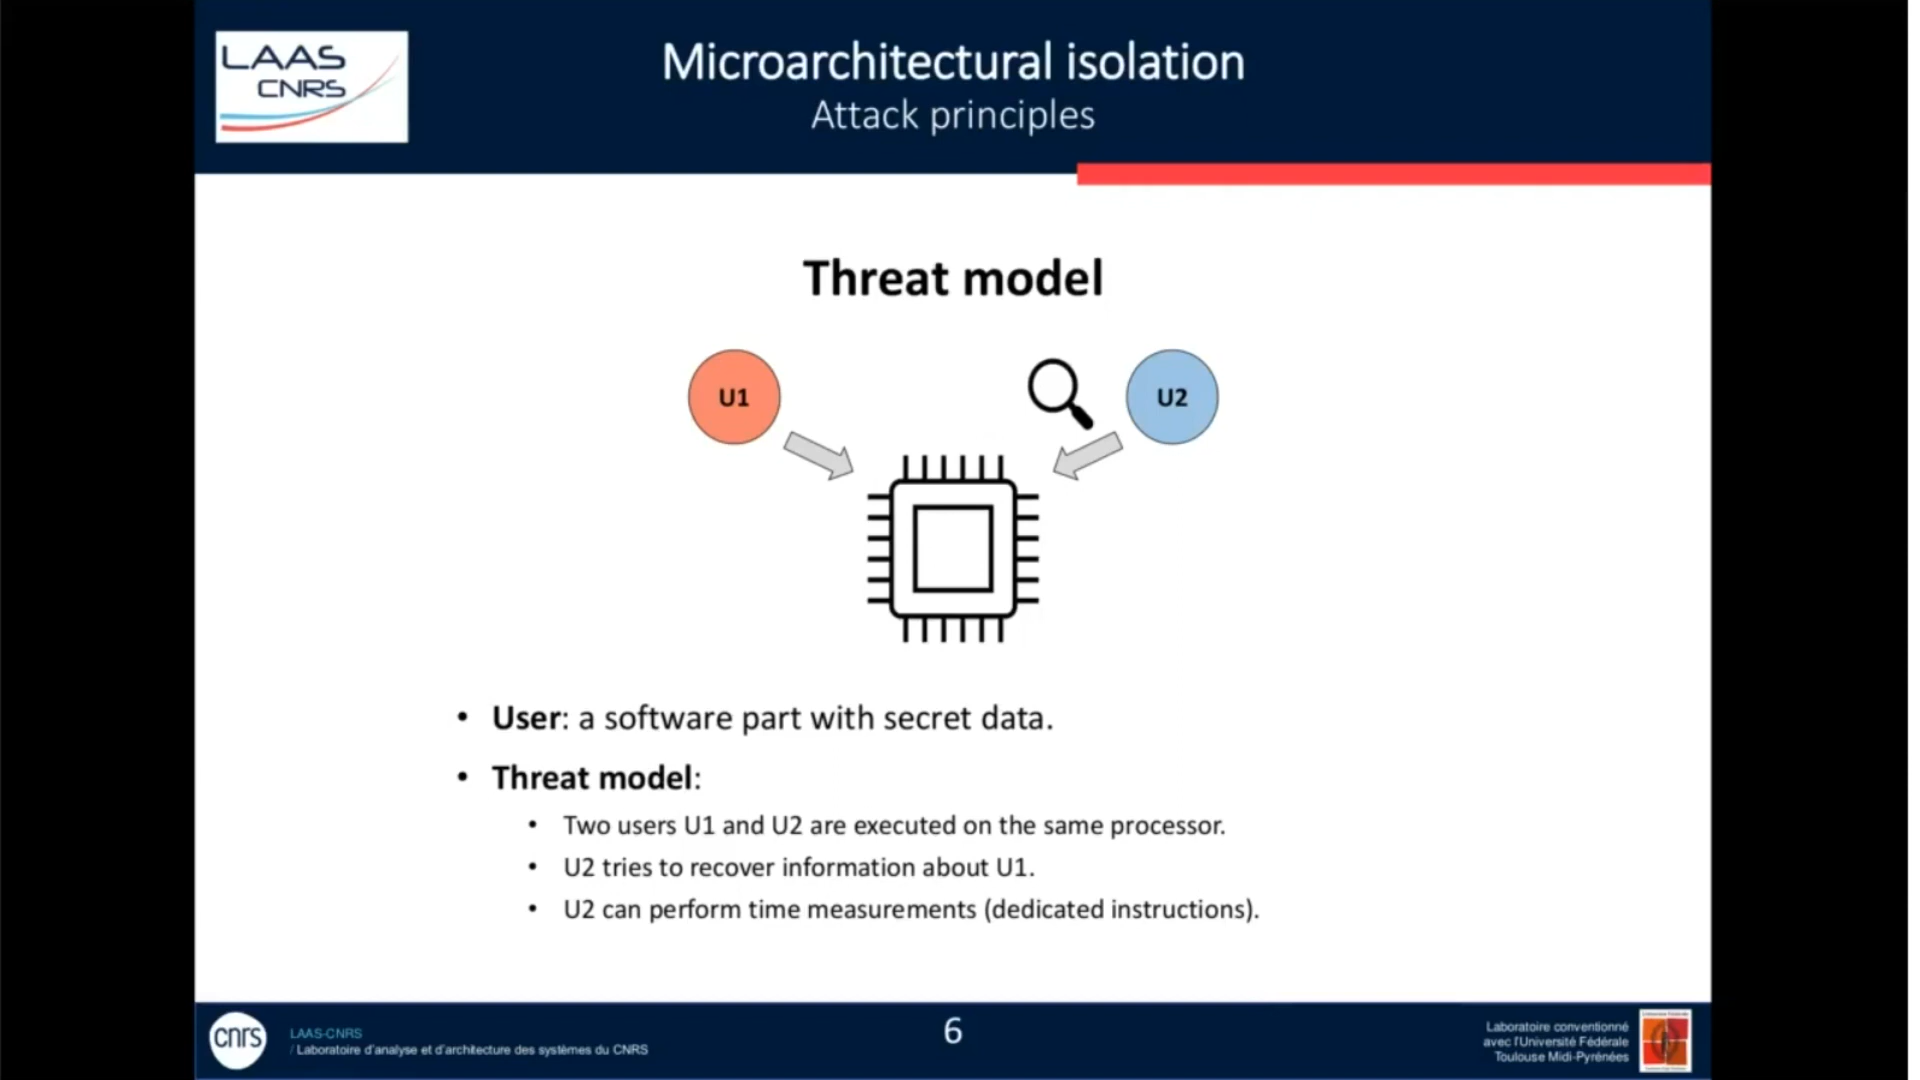 LAAS
CNRS
Microarchitectural isolation
Attack principles
Threat model
U1
U2
• User: a software part with secret data.
• Threat model:
• Two users U1 and U2 are executed on the same processor.
• U2 tries to recover information about U1.
• U2 can perform time measurements (dedicated instructions).
cnrs
LAAS-CNRS
/ Laboratoire d'analyse et d'architecture des systèmes du CNRS
6
Laboratoire conventionné
avec l'Université Fédérale
Toulouse Midi-Pyrénées